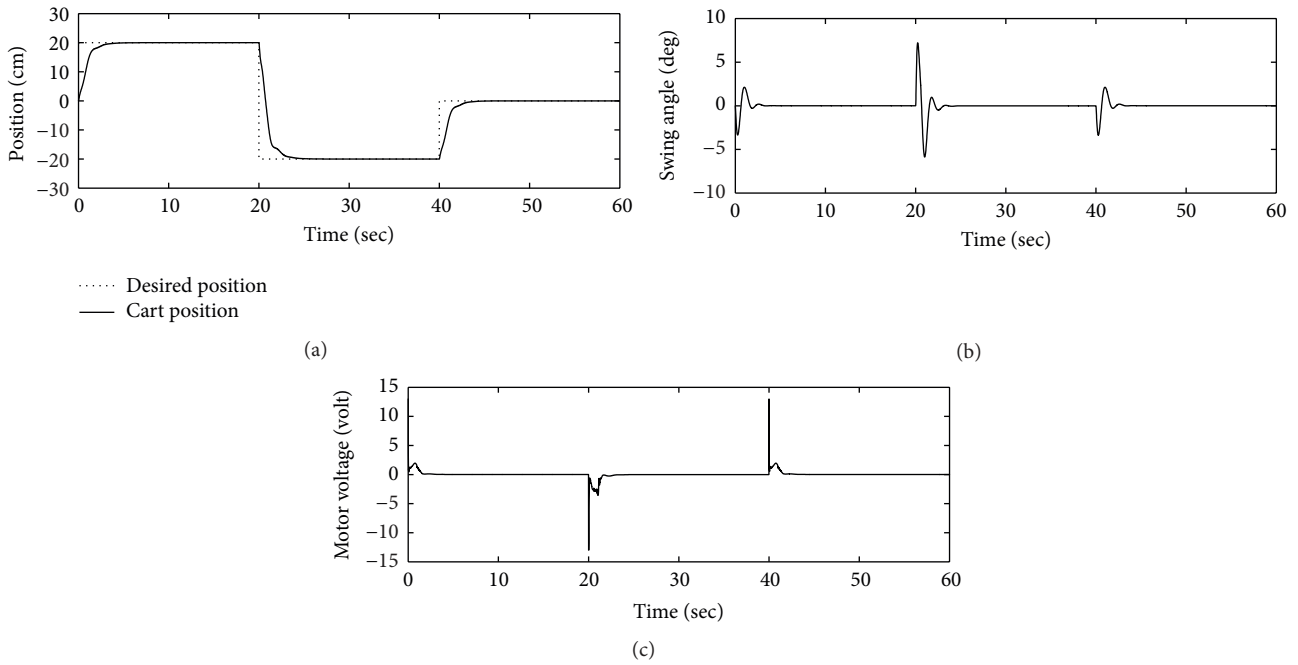 30
20
10
0
−10
−20
−30
0 10 20 30 40 50 60
Position (cm)
Time (sec)
Desired position
Cart position
(a)
10
5
0
−5
−10
0 10 20 30 40 50 60
Swing angle (deg)
Time (sec)
(b)
15
10
5
0
−5
−10
−15
0 10 20 30 40 50 60
Motor voltage (volt)
Time (sec)
(c)